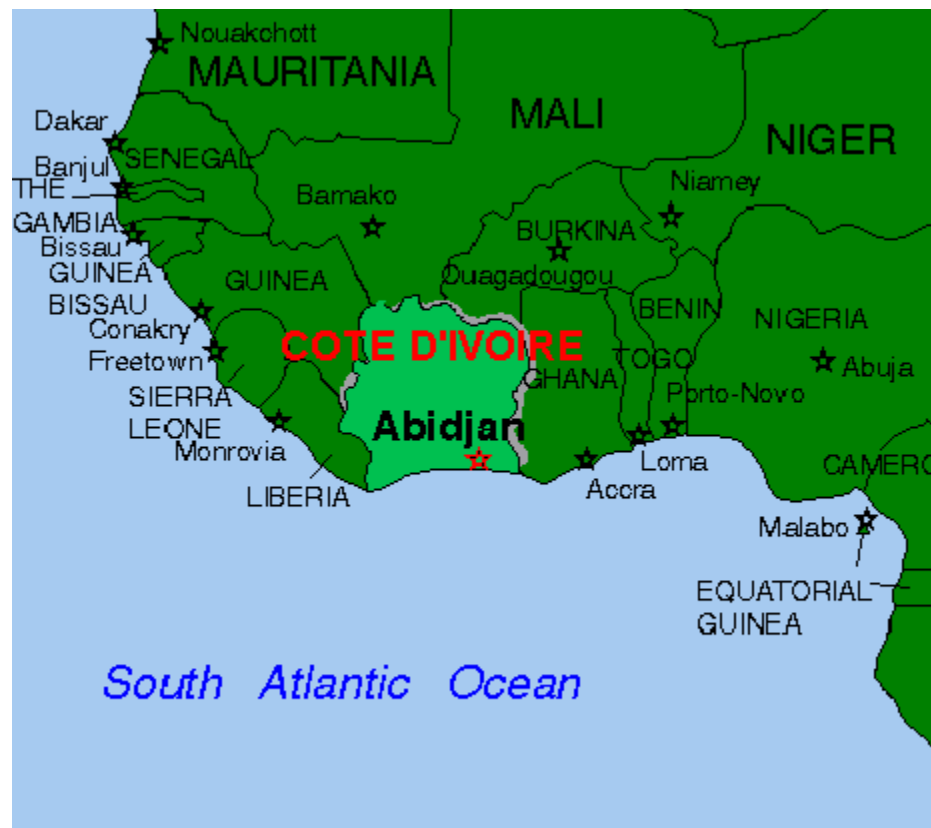 Nouakchott
MAURITANIA
MALI
NIGER
Dakar
SENEGAL
Banjul
THE
GAMBIA
Bamako
Niamey
Bissau
GUINEA
BISSAU
GUINEA
BURKINA
Ouagadougou
BENIN
NIGERIA
Conakry
Freetown
COTE D'IVOIRE
TOGO
GHANA
Abuja
SIERRA
LEONE
Porto-Novo
Monrovia
Abidjan
LIBERIA
Accra
Loma
CAMERO
Malabo
EQUATORIAL
GUINEA
South Atlantic Ocean